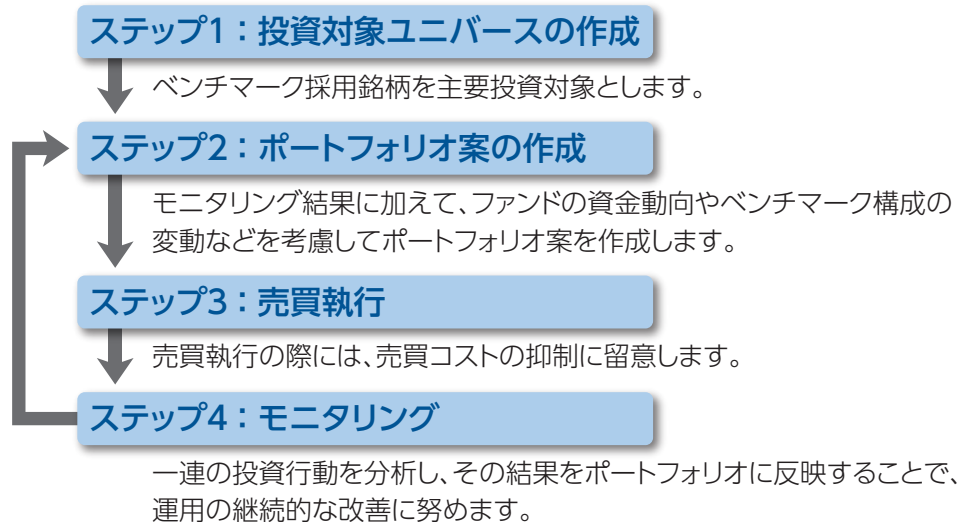 ステップ1：投資対象ユニバースの作成
ベンチマーク採用銘柄を主要投資対象とします。
ステップ2：ポートフォリオ案の作成
モニタリング結果に加えて、ファンドの資金動向やベンチマーク構成の
変動などを考慮してポートフォリオ案を作成します。
ステップ3：売買執行
売買執行の際には、売買コストの抑制に留意します。
ステップ4：モニタリング
一連の投資行動を分析し、その結果をポートフォリオに反映することで、
運用の継続的な改善に努めます。